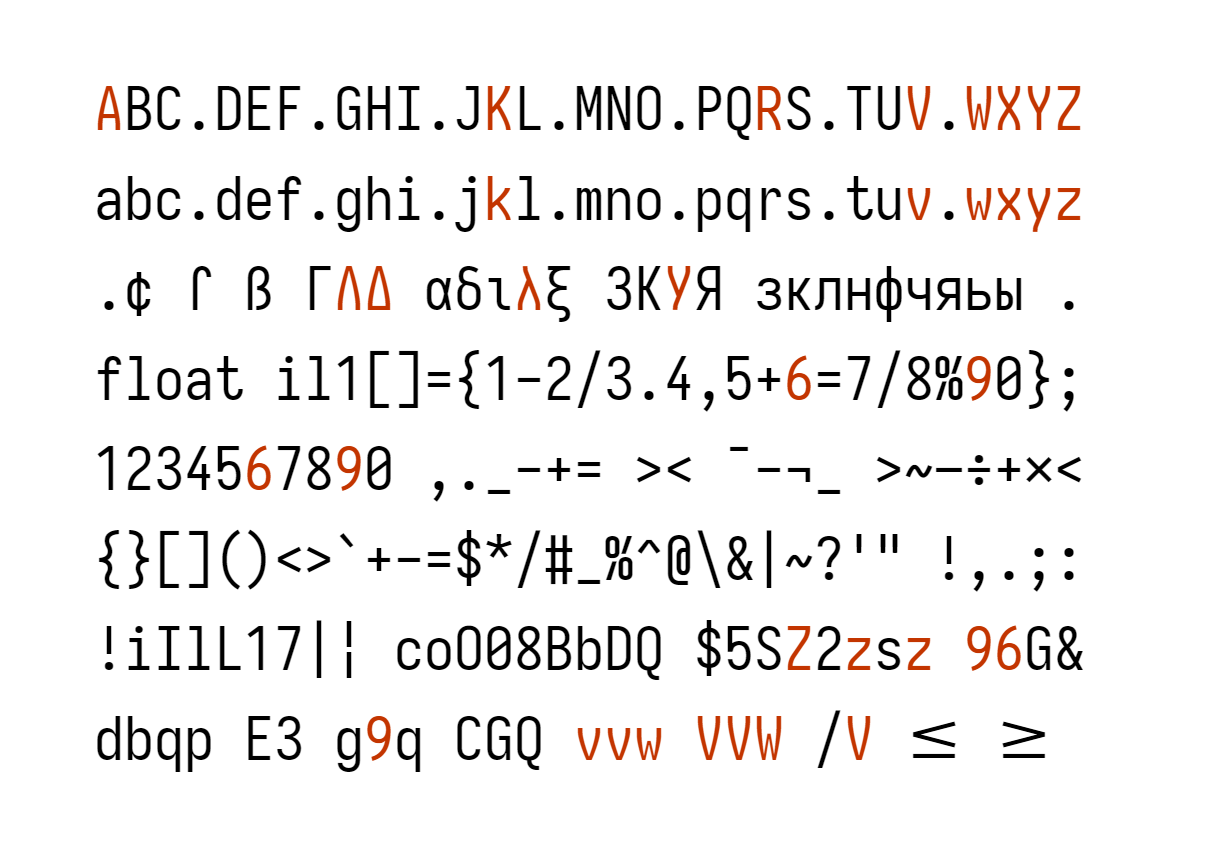 ABC.DEF.GHI.JKL.MNO.PQRS.TUV.WXYZ
abc.def.ghi.jkl.mno.pqrs.tuv.wxyz
.¢ ſ ß ΓΛΔ αδιλξ ЗКУЯ зклнфчяьы .
float il1[]={1-2/3.4,5+6=7/8%90};
1234567890 ,._-+= >< ¯-¬_ >~–÷+×<
{}[]()<>`+-=$*/#_%^@\&|~?'" !,.;:
!iIlL17|¦ coO08BbDQ $5SZ2zsz 96G&
dbqp E3 g9q CGQ vvw VVW /V ≤ ≥